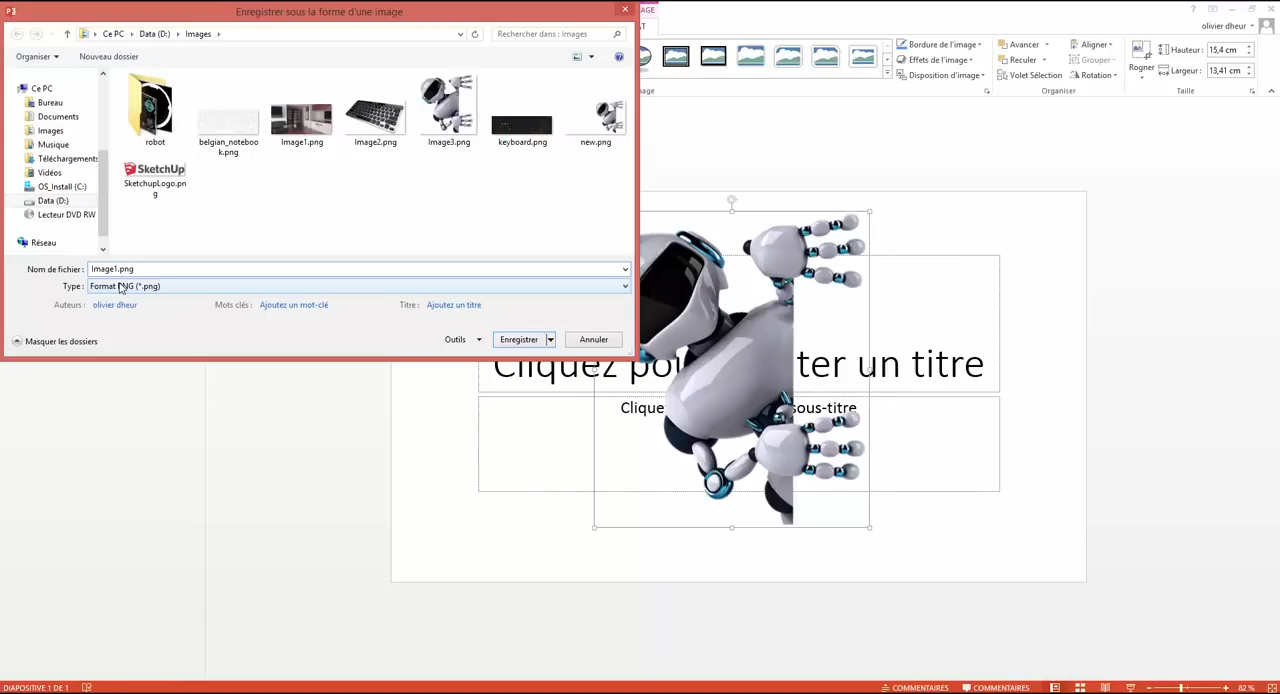 Enregistrer sous la forme d'une image
AGE
olivier dheur
Ce PC
Data (D:)
Images
Rechercher dans : Images
Bordure de l'image
Avancer
Aligner
Hauteur :
15,4 cm
Effets de l'image
Reculer
Grouper
Organiser
Nouveau dossier
Rogner
Largeur :
13,41 cm
Disposition d'image
Volet Sélection
Rotation
mage
Organiser
Taille
Ce PC
Bureau
Documents
Images
Musique
Téléchargements
Vidéos
OS_Install (C:)
Data (D:)
Lecteur DVD RW
Réseau
robot
belgian_noteboo
k.png
Image1.png
Image2.png
Image3.png
keyboard.png
new.png
SketchUp
SketchupLogo.pn
g
Nom de fichier :
Image1.png
Type :
Format PNG (*.png)
Auteurs :
olivier dheur
Mots clés :
Ajoutez un mot-clé
Titre :
Ajoutez un titre
Masquer les dossiers
Outils
Enregistrer
Annuler
Cliquez pou
ter un titre
Clique
sous-titre
DIAPOSITIVE 1 DE 1
COMMENTAIRES
COMMENTAIRES
82 %